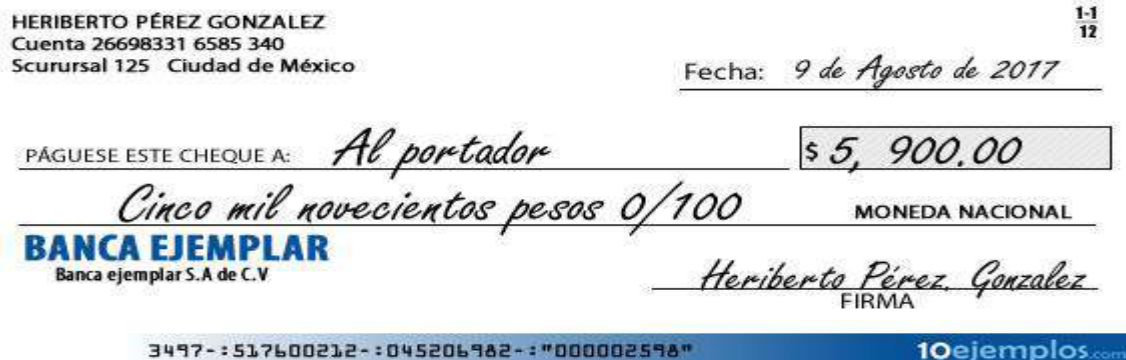 HERIBERTO PÉREZ GONZALEZ
Cuenta 26698331 6585 340
Scurursal 125 Ciudad de México
1-1
12
Fecha: 9 de Agosto de 2017
PÁGUESE ESTE CHEQUE A: Al portador $ 5, 900.00
Cinco mil novecientos pesos 0/100 MONEDA NACIONAL
BANCA EJEMPLAR
Banca ejemplar S.A de C.V
Heriberto Pérez. Gonzalez
FIRMA
3497-:517600212-:045206982-:"000002598"
10ejemplos.com